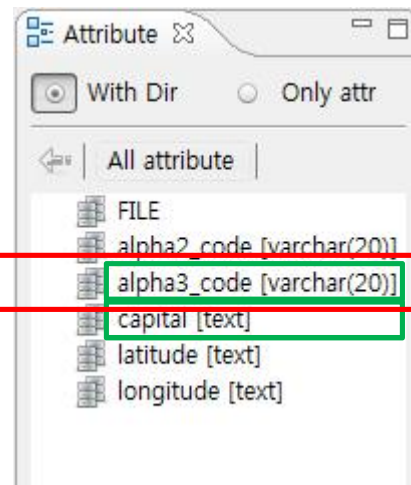 Attribute
With Dir Only attr
All attribute
FILE
alpha2_code [varchar(20)]
alpha3_code [varchar(20)]
capital [text]
latitude [text]
longitude [text]